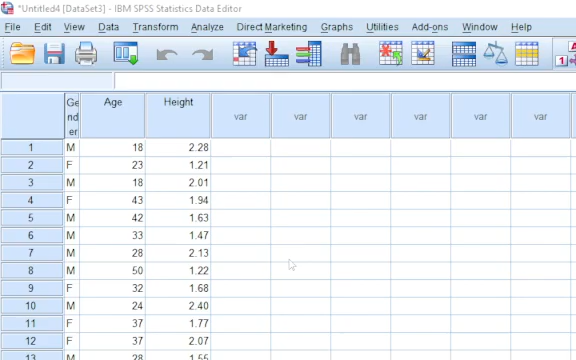 *Untitled4 [DataSet3] - IBM SPSS Statistics Data Editor
File Edit View Data Transform Analyze Direct Marketing Graphs Utilities Add-ons Window Help
Gender Age Height var var var var var var
1 M 18 2.28
2 F 23 1.21
3 M 18 2.01
4 F 43 1.94
5 M 42 1.63
6 M 33 1.47
7 M 28 2.13
8 M 50 1.22
9 F 32 1.68
10 M 24 2.40
11 F 37 1.77
12 F 37 2.07
13 M 28 1.55